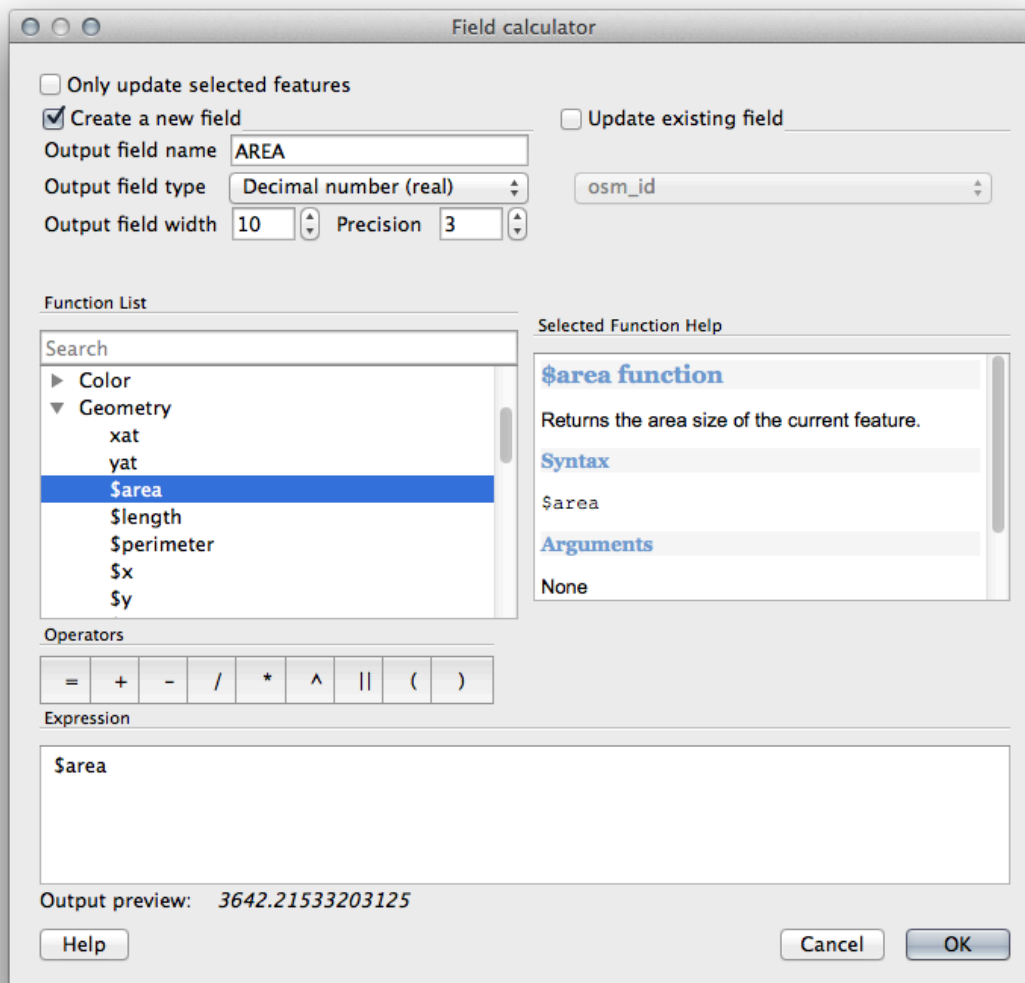 Field calculator
Only update selected features
Create a new field
Update existing field
Output field name AREA
Output field type Decimal number (real)
osm_id
Output field width 10 Precision 3
Function List
Selected Function Help
Search
Color
Geometry
xat
yat
$area
$length
$perimeter
$x
$y
$area function
Returns the area size of the current feature.
Syntax
$area
Arguments
None
Operators
= + - / * ^ || ( )
Expression
$area
Output preview: 3642.21533203125
Help Cancel OK